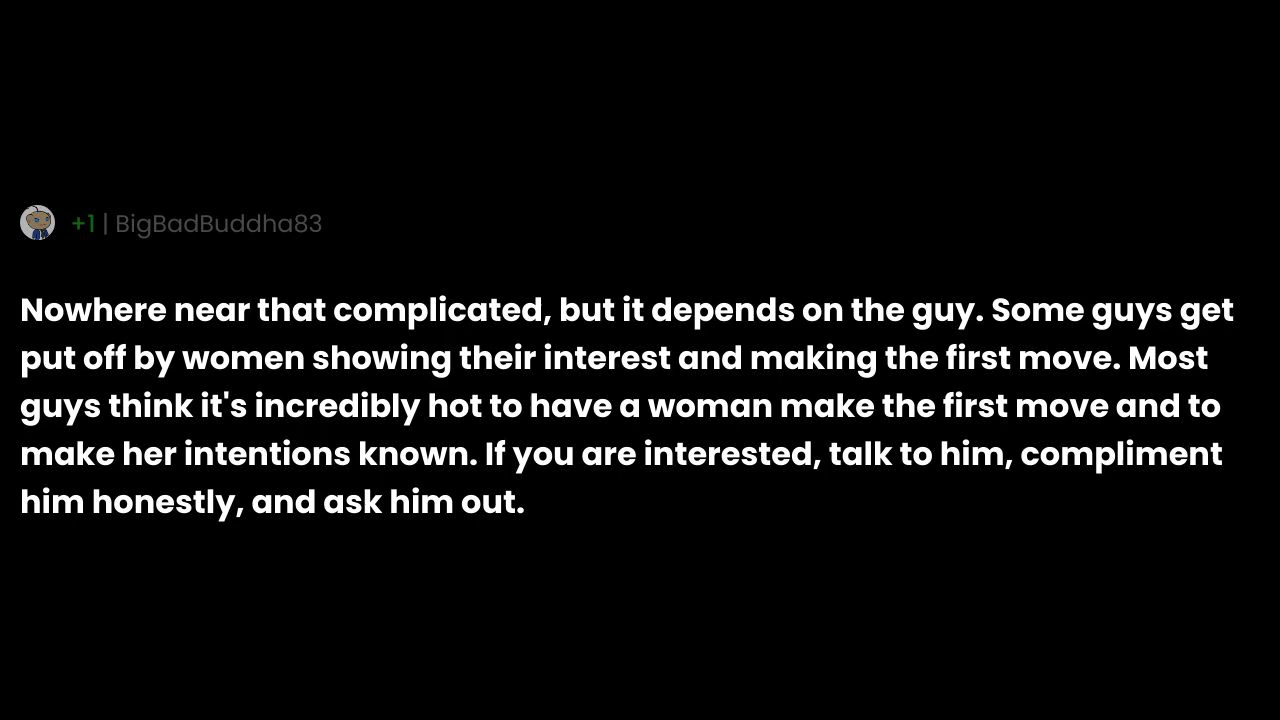 +1 | BigBadBuddha83
Nowhere near that complicated, but it depends on the guy. Some guys get
put off by women showing their interest and making the first move. Most
guys think it's incredibly hot to have a woman make the first move and to
make her intentions known. If you are interested, talk to him, compliment
him honestly, and ask him out.